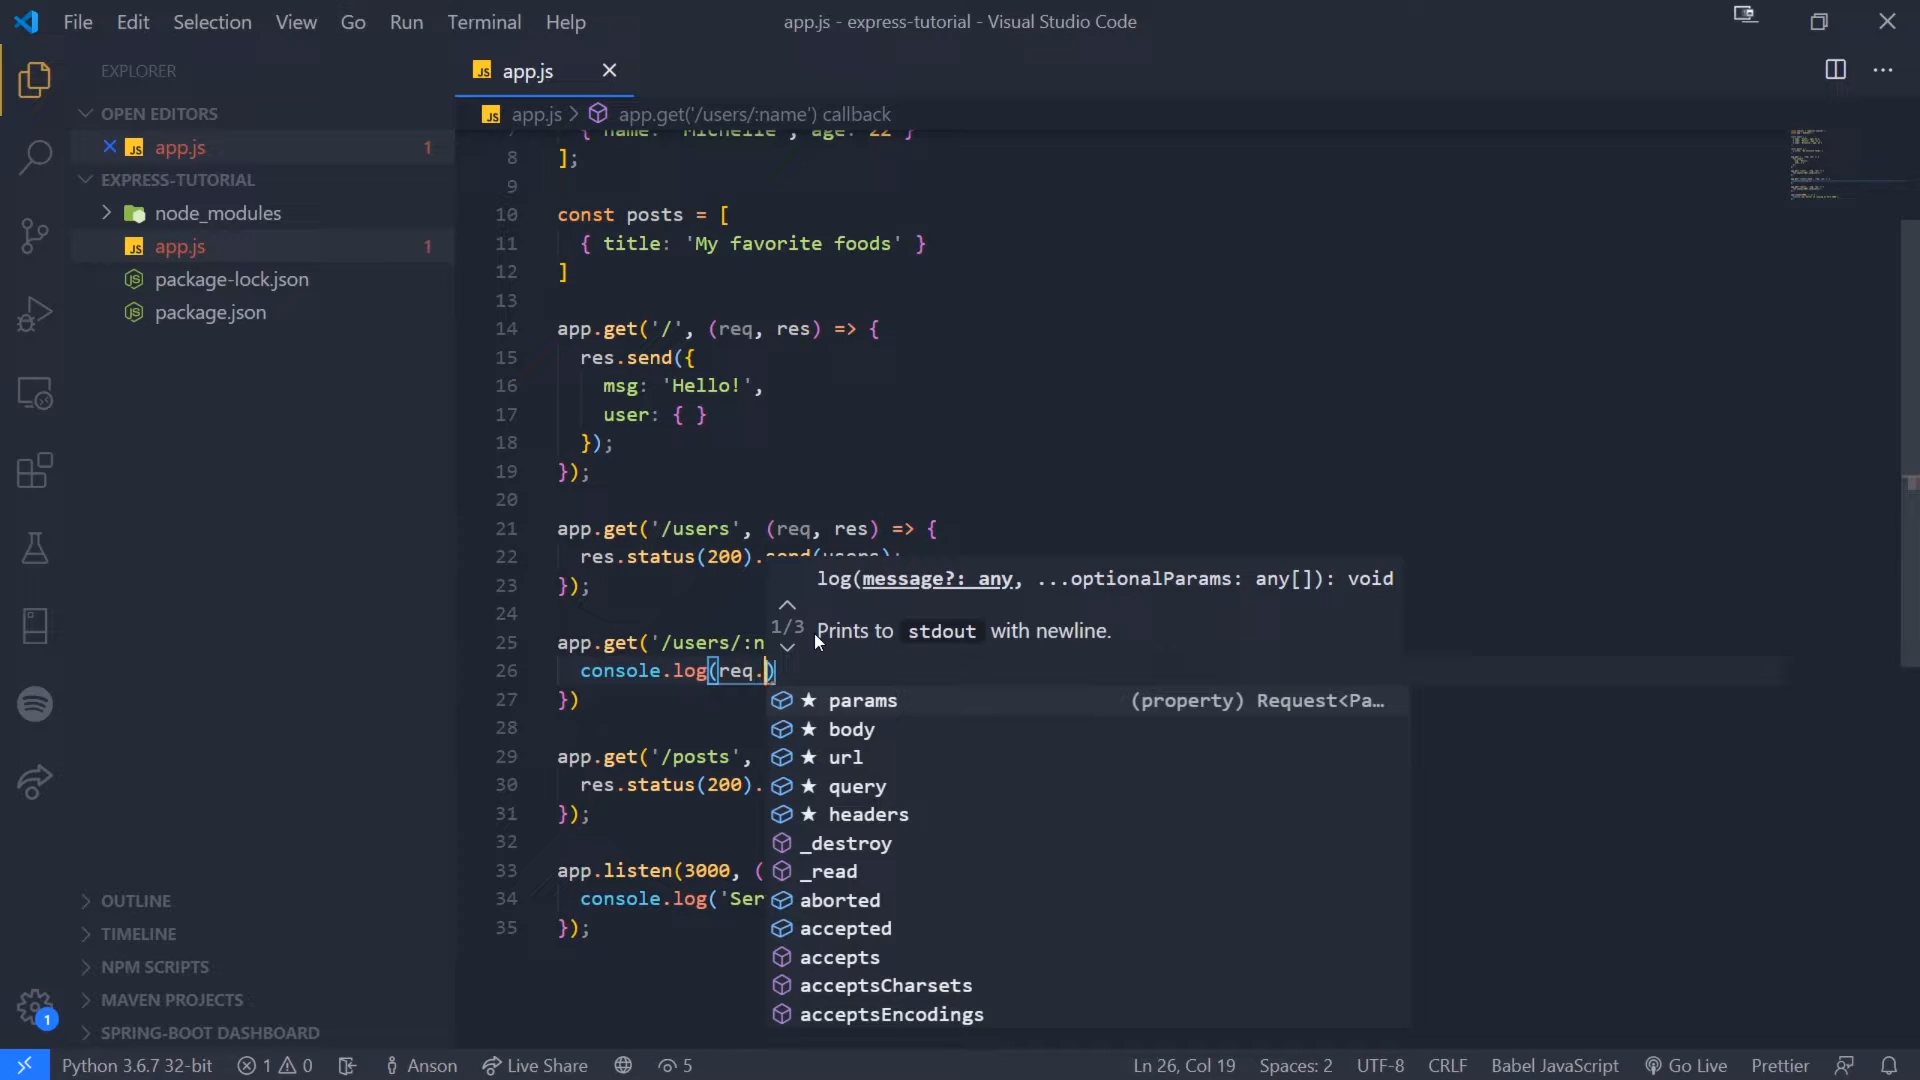 File Edit Selection View Go Run Terminal Help
app.js - express-tutorial - Visual Studio Code
EXPLORER
OPEN EDITORS
JS app.js 1
EXPRESS-TUTORIAL
node_modules
JS app.js 1
package-lock.json
package.json
OUTLINE
TIMELINE
NPM SCRIPTS
MAVEN PROJECTS
SPRING-BOOT DASHBOARD
1
JS app.js
JS app.js > app.get('/users/:name') callback
7 { name: 'Michelle', age: 22 }
8 ];
9
10 const posts = [
11 { title: 'My favorite foods' }
12 ]
13
14 app.get('/', (req, res) => {
15 res.send({
16 msg: 'Hello!',
17 user: { }
18 });
19 });
20
21 app.get('/users', (req, res) => {
22 res.status(200).send(users);
23 });
24
25 app.get('/users/:n
26 console.log(req.)
27 })
28
29 app.get('/posts',
30 res.status(200).
31 });
32
33 app.listen(3000, (
34 console.log('Ser
35 });
log(message?: any, ...optionalParams: any[]): void
1/3 Prints to stdout with newline.
★ params (property) Request<Pa…
★ body
★ url
★ query
★ headers
_destroy
_read
aborted
accepted
accepts
acceptsCharsets
acceptsEncodings
Python 3.6.7 32-bit 1 0 Anson Live Share 5 Ln 26, Col 19 Spaces: 2 UTF-8 CRLF Babel JavaScript Go Live Prettier